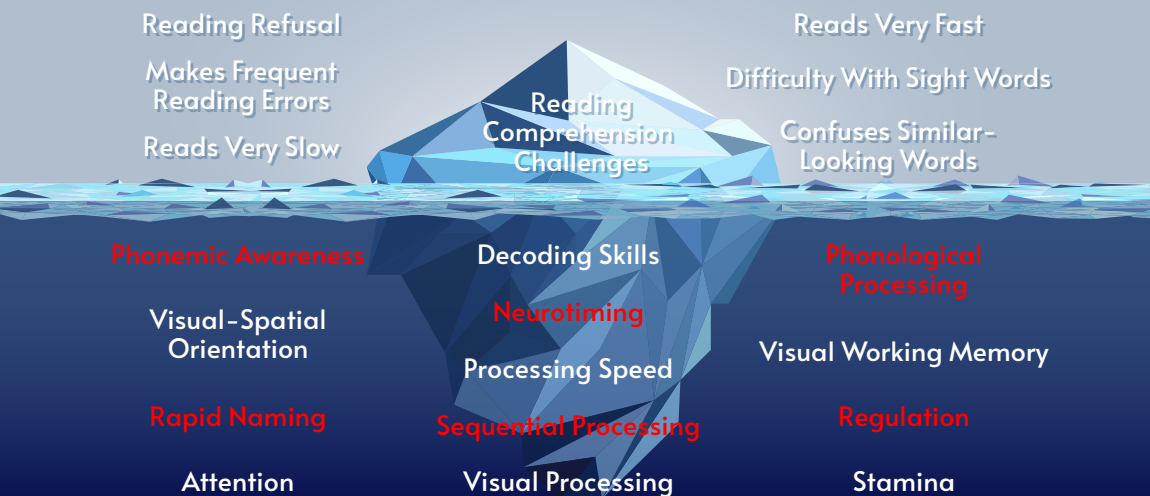 Reading Refusal
Makes Frequent
Reading Errors
Reads Very Slow
Reading
Comprehension
Challenges
Reads Very Fast
Difficulty With Sight Words
Confuses Similar-
Looking Words
Phonemic Awareness
Visual-Spatial
Orientation
Rapid Naming
Attention
Decoding Skills
Neurotiming
Processing Speed
Sequential Processing
Visual Processing
Phonological
Processing
Visual Working Memory
Regulation
Stamina